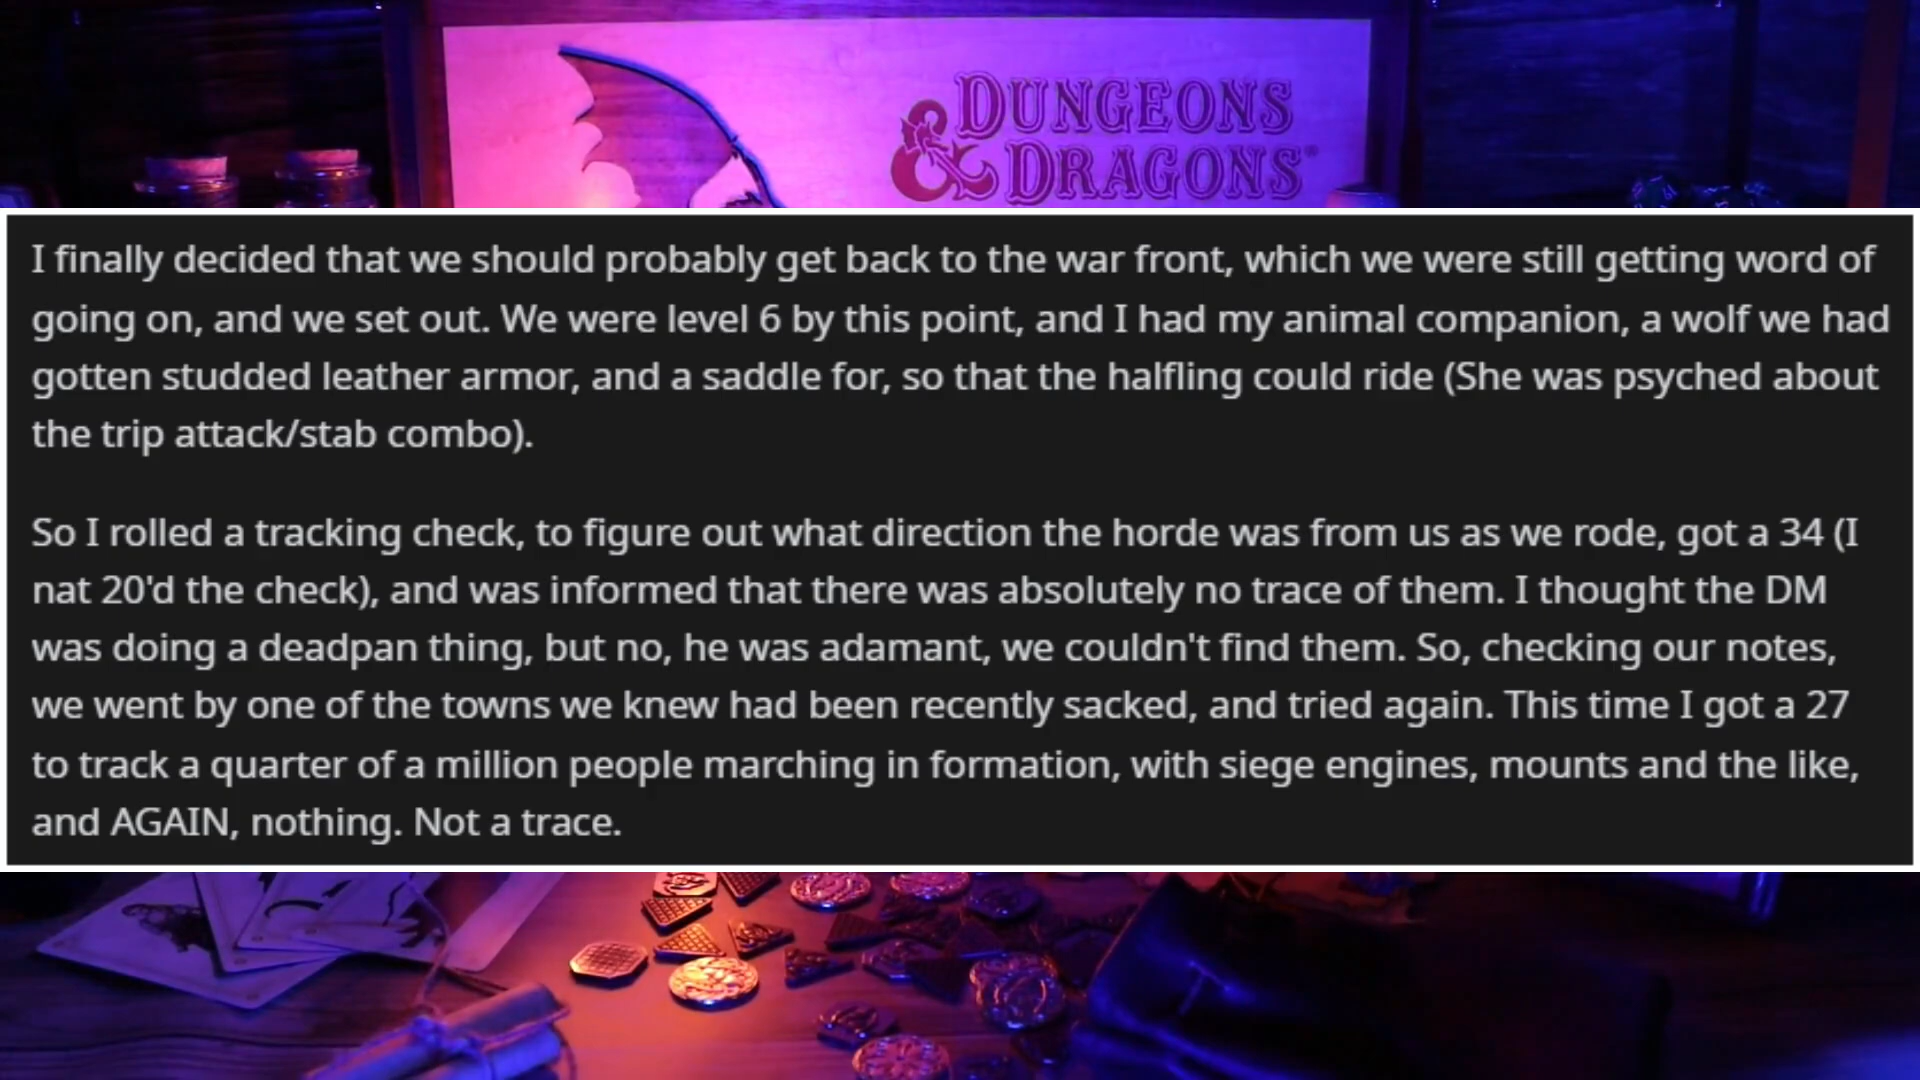 DUNGEONS
& DRAGONS®
I finally decided that we should probably get back to the war front, which we were still getting word of
going on, and we set out. We were level 6 by this point, and I had my animal companion, a wolf we had
gotten studded leather armor, and a saddle for, so that the halfling could ride (She was psyched about
the trip attack/stab combo).
So I rolled a tracking check, to figure out what direction the horde was from us as we rode, got a 34 (I
nat 20'd the check), and was informed that there was absolutely no trace of them. I thought the DM
was doing a deadpan thing, but no, he was adamant, we couldn't find them. So, checking our notes,
we went by one of the towns we knew had been recently sacked, and tried again. This time I got a 27
to track a quarter of a million people marching in formation, with siege engines, mounts and the like,
and AGAIN, nothing. Not a trace.